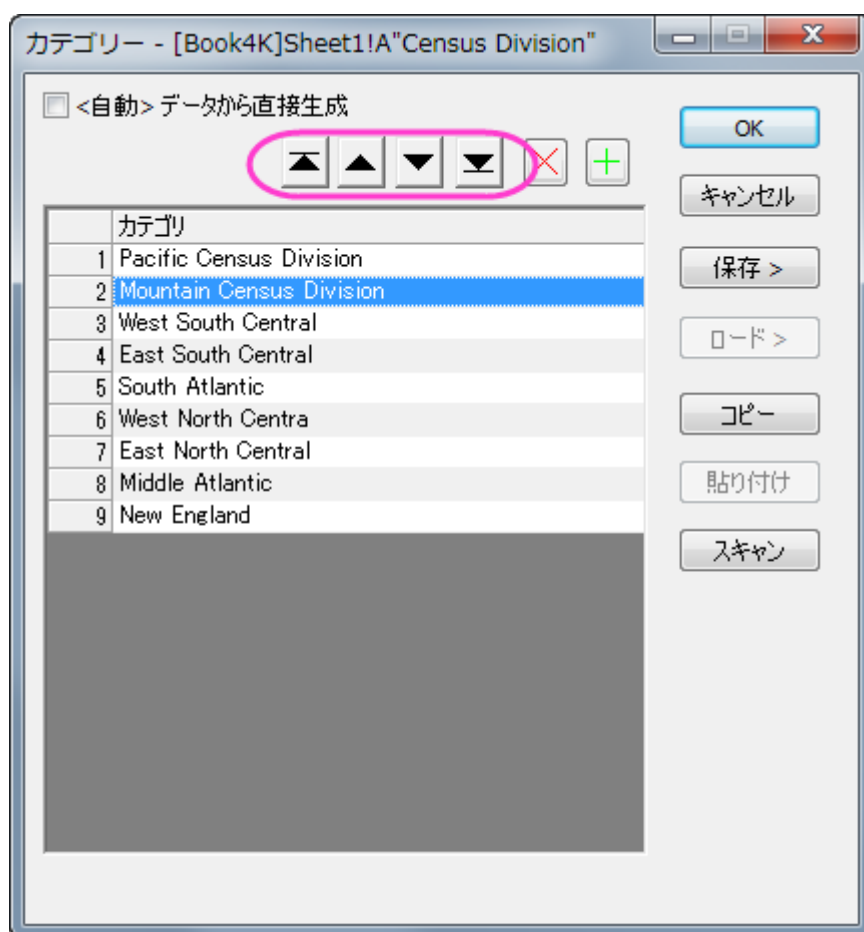 カテゴリー - [Book4K]Sheet1!A"Census Division"
<自動> データから直接生成
OK
キャンセル
保存 >
ロード >
コピー
貼り付け
スキャン
カテゴリ
1 Pacific Census Division
2 Mountain Census Division
3 West South Central
4 East South Central
5 South Atlantic
6 West North Centra
7 East North Central
8 Middle Atlantic
9 New England